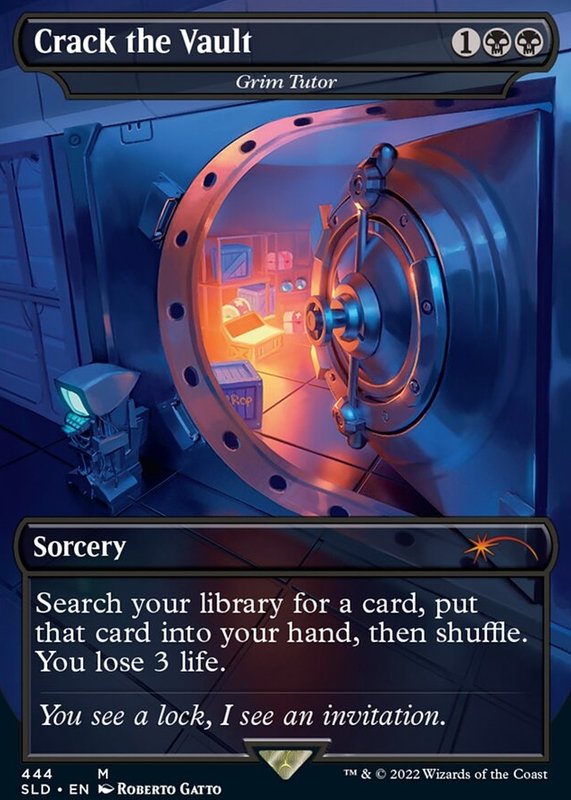 Crack the Vault 1
Grim Tutor
Sorcery
Search your library for a card, put
that card into your hand, then shuffle.
You lose 3 life.
You see a lock, I see an invitation.
444 M
SLD • EN Roberto Gatto
™ & © 2022 Wizards of the Coast